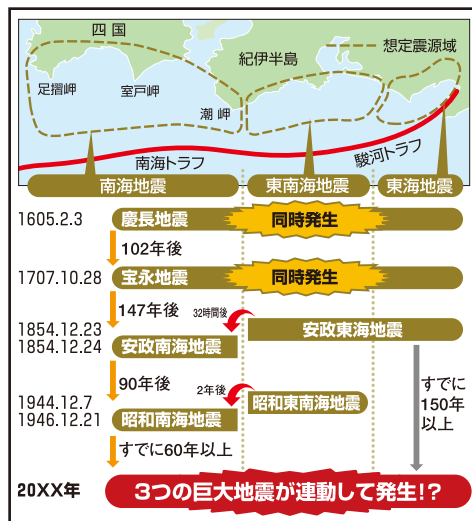 四国
紀伊半島
想定震源域
足摺岬
室戸岬
潮岬
南海トラフ
駿河トラフ
南海地震
東南海地震
東海地震
1605.2.3
慶長地震
同時発生
102年後
1707.10.28
宝永地震
同時発生
147年後
32時間後
1854.12.23
安政東海地震
1854.12.24
安政南海地震
90年後
2年後
すでに
150年
以上
1944.12.7
昭和東南海地震
1946.12.21
昭和南海地震
すでに60年以上
20XX年
3つの巨大地震が連動して発生!?